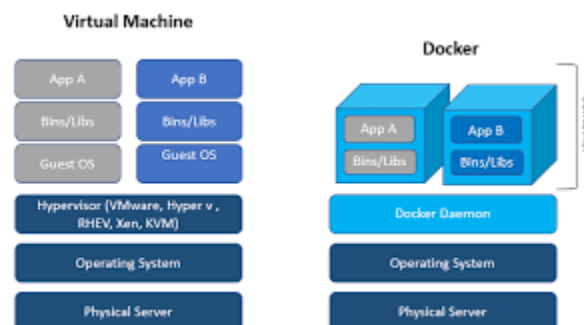 Virtual Machine
App A
App B
Bins/Libs
Bins/Libs
Guest OS
Guest OS
Hypervisor (VMware, Hyper v ,
RHEV, Xen, KVM)
Operating System
Physical Server
Docker
App A
Bins/Libs
App B
Bins/Libs
Docker Daemon
Operating System
Physical Server